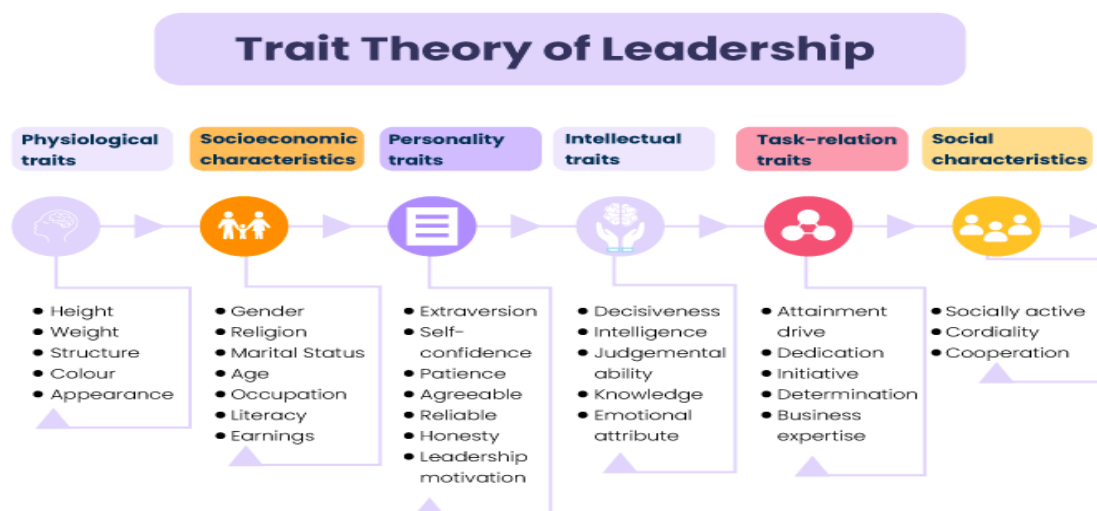 Trait Theory of Leadership
Physiological
traits
Socioeconomic
characteristics
Personality
traits
Intellectual
traits
Task-relation
traits
Social
characteristics
• Height
• Weight
• Structure
• Colour
• Appearance
• Gender
• Religion
• Marital Status
• Age
• Occupation
• Literacy
• Earnings
• Extraversion
• Self-
confidence
• Patience
• Agreeable
• Reliable
• Honesty
• Leadership
motivation
• Decisiveness
• Intelligence
• Judgemental
ability
• Knowledge
• Emotional
attribute
• Attainment
drive
• Dedication
• Initiative
• Determination
• Business
expertise
• Socially active
• Cordiality
• Cooperation